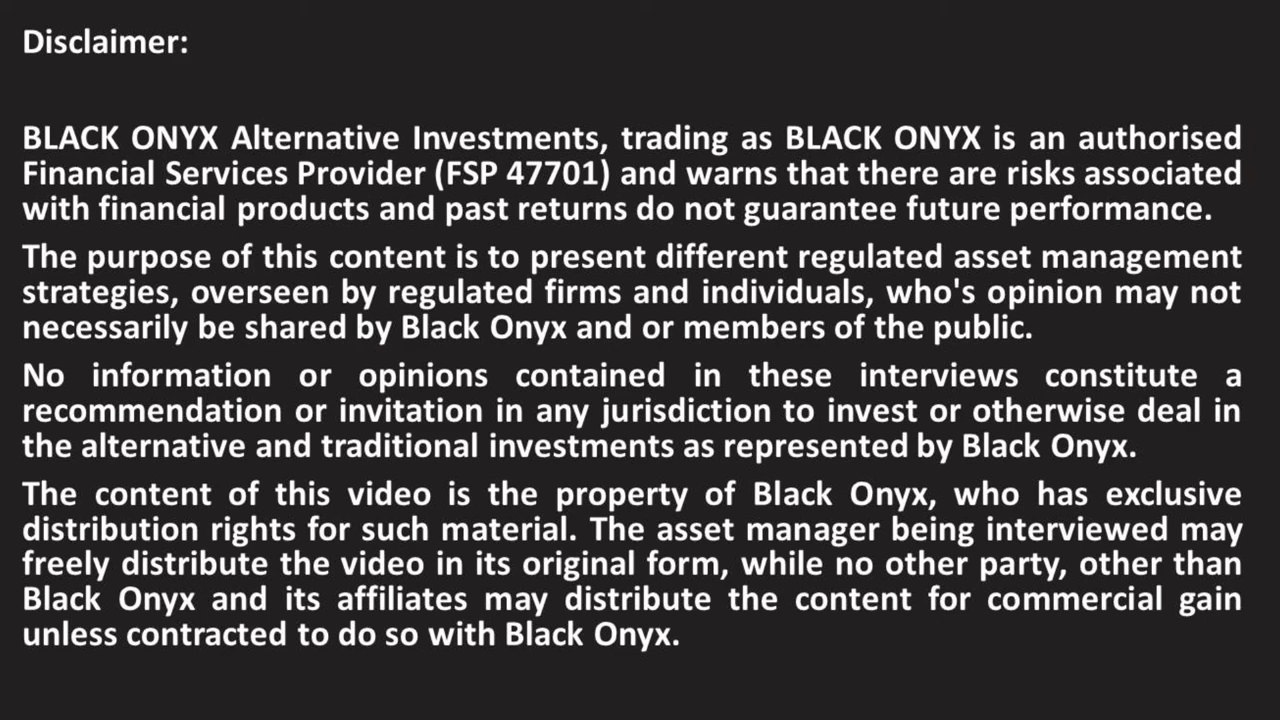 Disclaimer:
BLACK ONYX Alternative Investments, trading as BLACK ONYX is an authorised
Financial Services Provider (FSP 47701) and warns that there are risks associated
with financial products and past returns do not guarantee future performance.
The purpose of this content is to present different regulated asset management
strategies, overseen by regulated firms and individuals, who's opinion may not
necessarily be shared by Black Onyx and or members of the public.
No information or opinions contained in these interviews constitute a
recommendation or invitation in any jurisdiction to invest or otherwise deal in
the alternative and traditional investments as represented by Black Onyx.
The content of this video is the property of Black Onyx, who has exclusive
distribution rights for such material. The asset manager being interviewed may
freely distribute the video in its original form, while no other party, other than
Black Onyx and its affiliates may distribute the content for commercial gain
unless contracted to do so with Black Onyx.